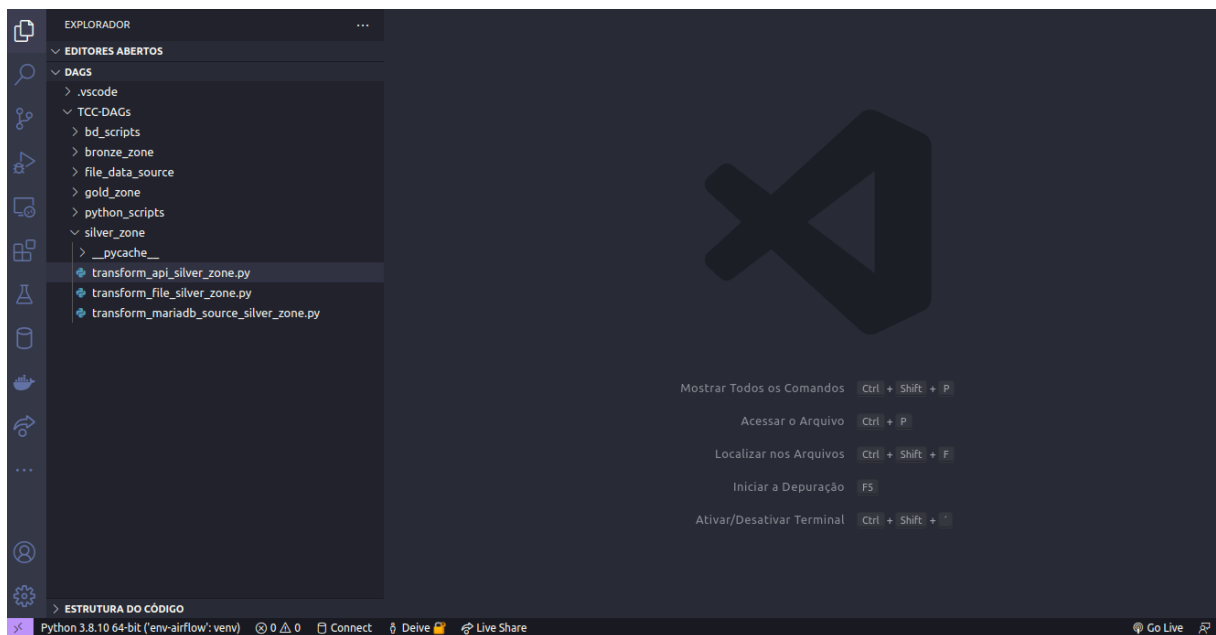 EXPLORADOR ...
EDITORES ABERTOS
DAGS
.vscode
TCC-DAGs
bd_scripts
bronze_zone
file_data_source
gold_zone
python_scripts
silver_zone
__pycache__
transform_api_silver_zone.py
transform_file_silver_zone.py
transform_mariadb_source_silver_zone.py
Mostrar Todos os Comandos Ctrl + Shift + P
Acessar o Arquivo Ctrl + P
Localizar nos Arquivos Ctrl + Shift + F
Iniciar a Depuração F5
Ativar/Desativar Terminal Ctrl + Shift + `
ESTRUTURA DO CÓDIGO
Python 3.8.10 64-bit ('env-airflow': venv) 0 0 Connect Deive Live Share Go Live